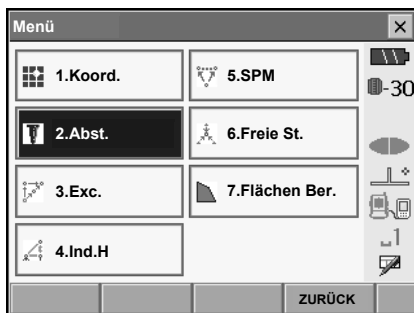 Menü
1.Koord.
2.Abst.
3.Exc.
4.Ind.H
5.SPM
6.Freie St.
7.Flächen Ber.
-30
1
ZURÜCK